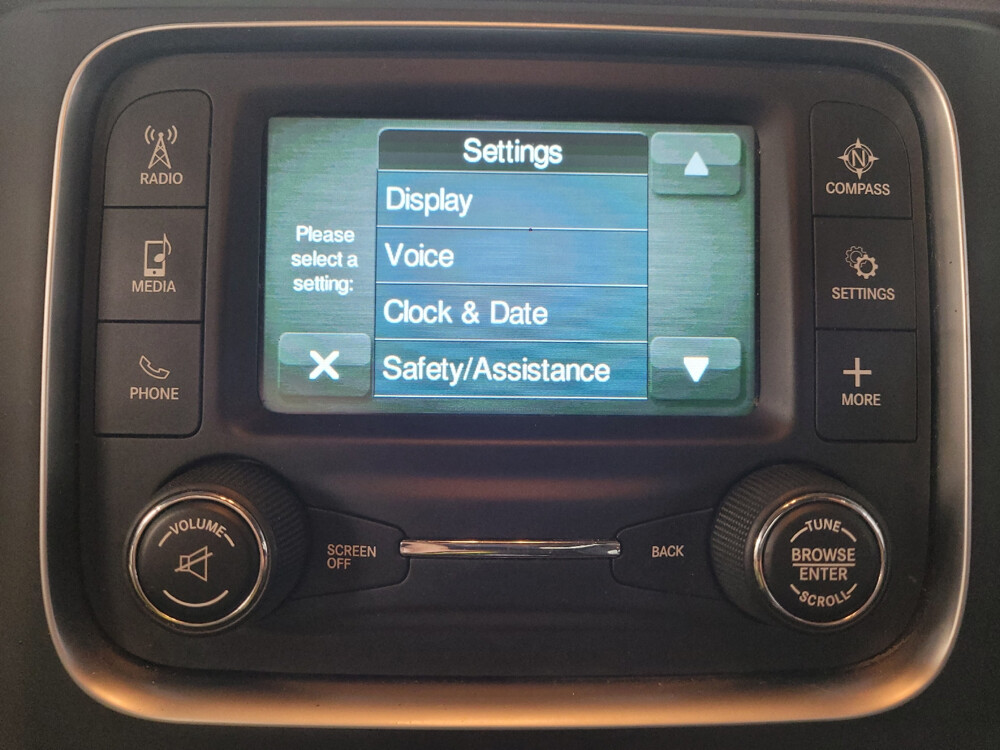 RADIO
MEDIA
PHONE
Settings
Display
Voice
Clock & Date
Safety/Assistance
Please
select a
setting:
N
COMPASS
SETTINGS
MORE
VOLUME
SCREEN
OFF
BACK
TUNE
BROWSE
ENTER
SCROLL